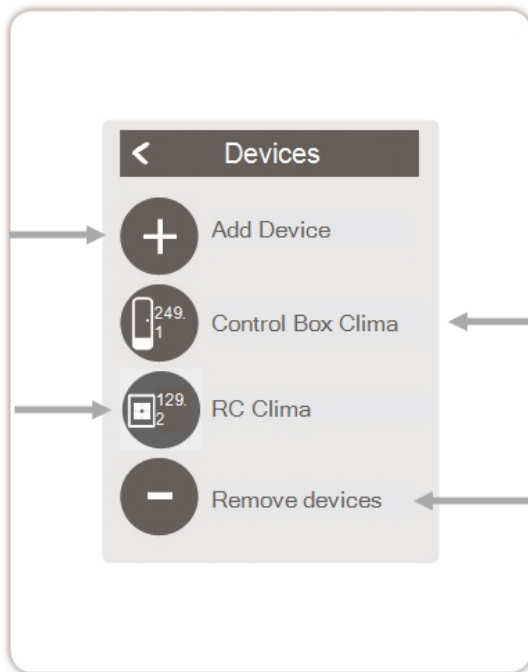 Devices
Add Device
249.
1
Control Box Clima
129.
2
RC Clima
Remove devices